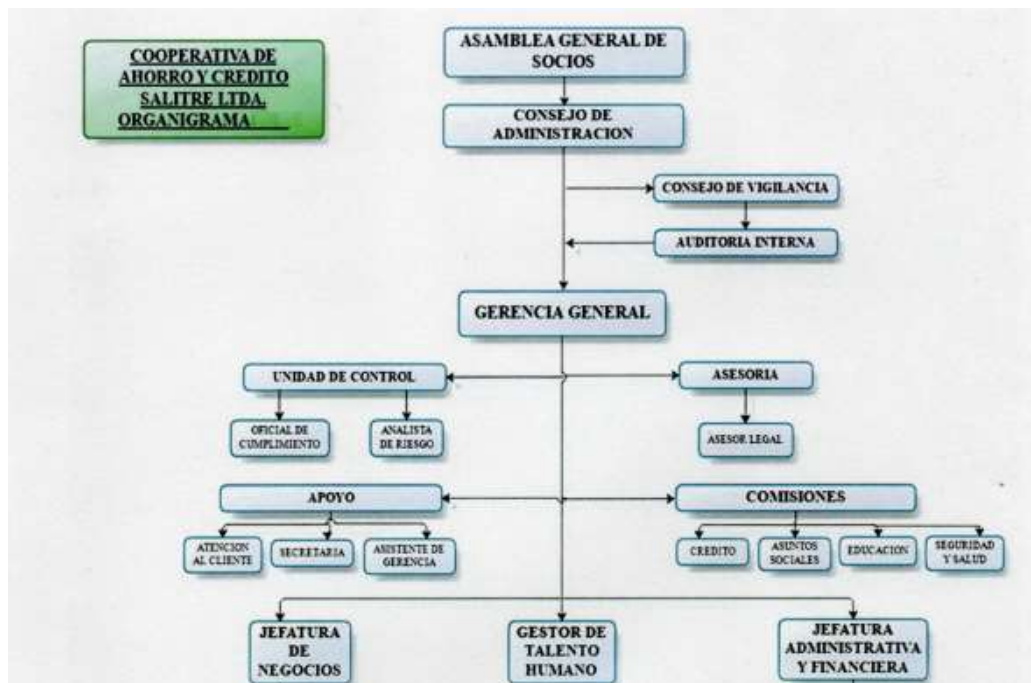 COOPERATIVA DE
AHORRO Y CREDITO
SALITRE LTDA.
ORGANIGRAMA
ASAMBLEA GENERAL DE
SOCIOS
CONSEJO DE
ADMINISTRACION
CONSEJO DE VIGILANCIA
AUDITORIA INTERNA
GERENCIA GENERAL
UNIDAD DE CONTROL
ASESORIA
OFICIAL DE
CUMPLIMIENTO
ANALISTA
DE RIESGO
ASESOR LEGAL
APOYO
COMISIONES
ATENCION
AL CLIENTE
SECRETARIA
ASISTENTE DE
GERENCIA
CREDITO
ASUNTOS
SOCIALES
EDUCACION
SEGURIDAD
Y SALUD
JEFATURA
DE
NEGOCIOS
GESTOR DE
TALENTO
HUMANO
JEFATURA
ADMINISTRATIVA
Y FINANCIERA